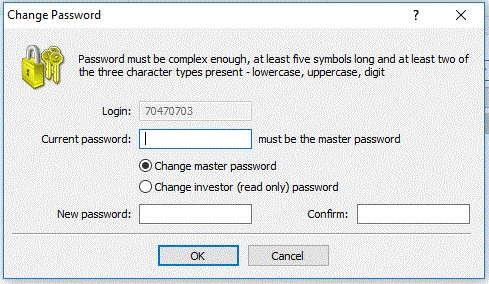 Change Password
?
Password must be complex enough, at least five symbols long and at least two of
the three character types present - lowercase, uppercase, digit
Login: 70470703
Current password: must be the master password
Change master password
Change investor (read only) password
New password: Confirm:
OK Cancel